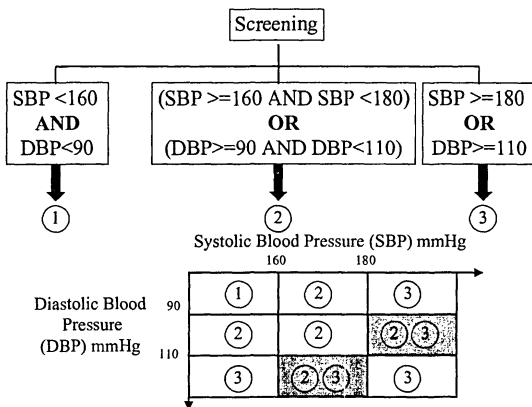 Screening
SBP <160
AND
DBP<90
(SBP >=160 AND SBP <180)
OR
(DBP>=90 AND DBP<110)
SBP >=180
OR
DBP>=110
1
2
3
Systolic Blood Pressure (SBP) mmHg
160 180
Diastolic Blood
Pressure
(DBP) mmHg
90
110
1 2 3
2 2 2 3
3 2 3 3